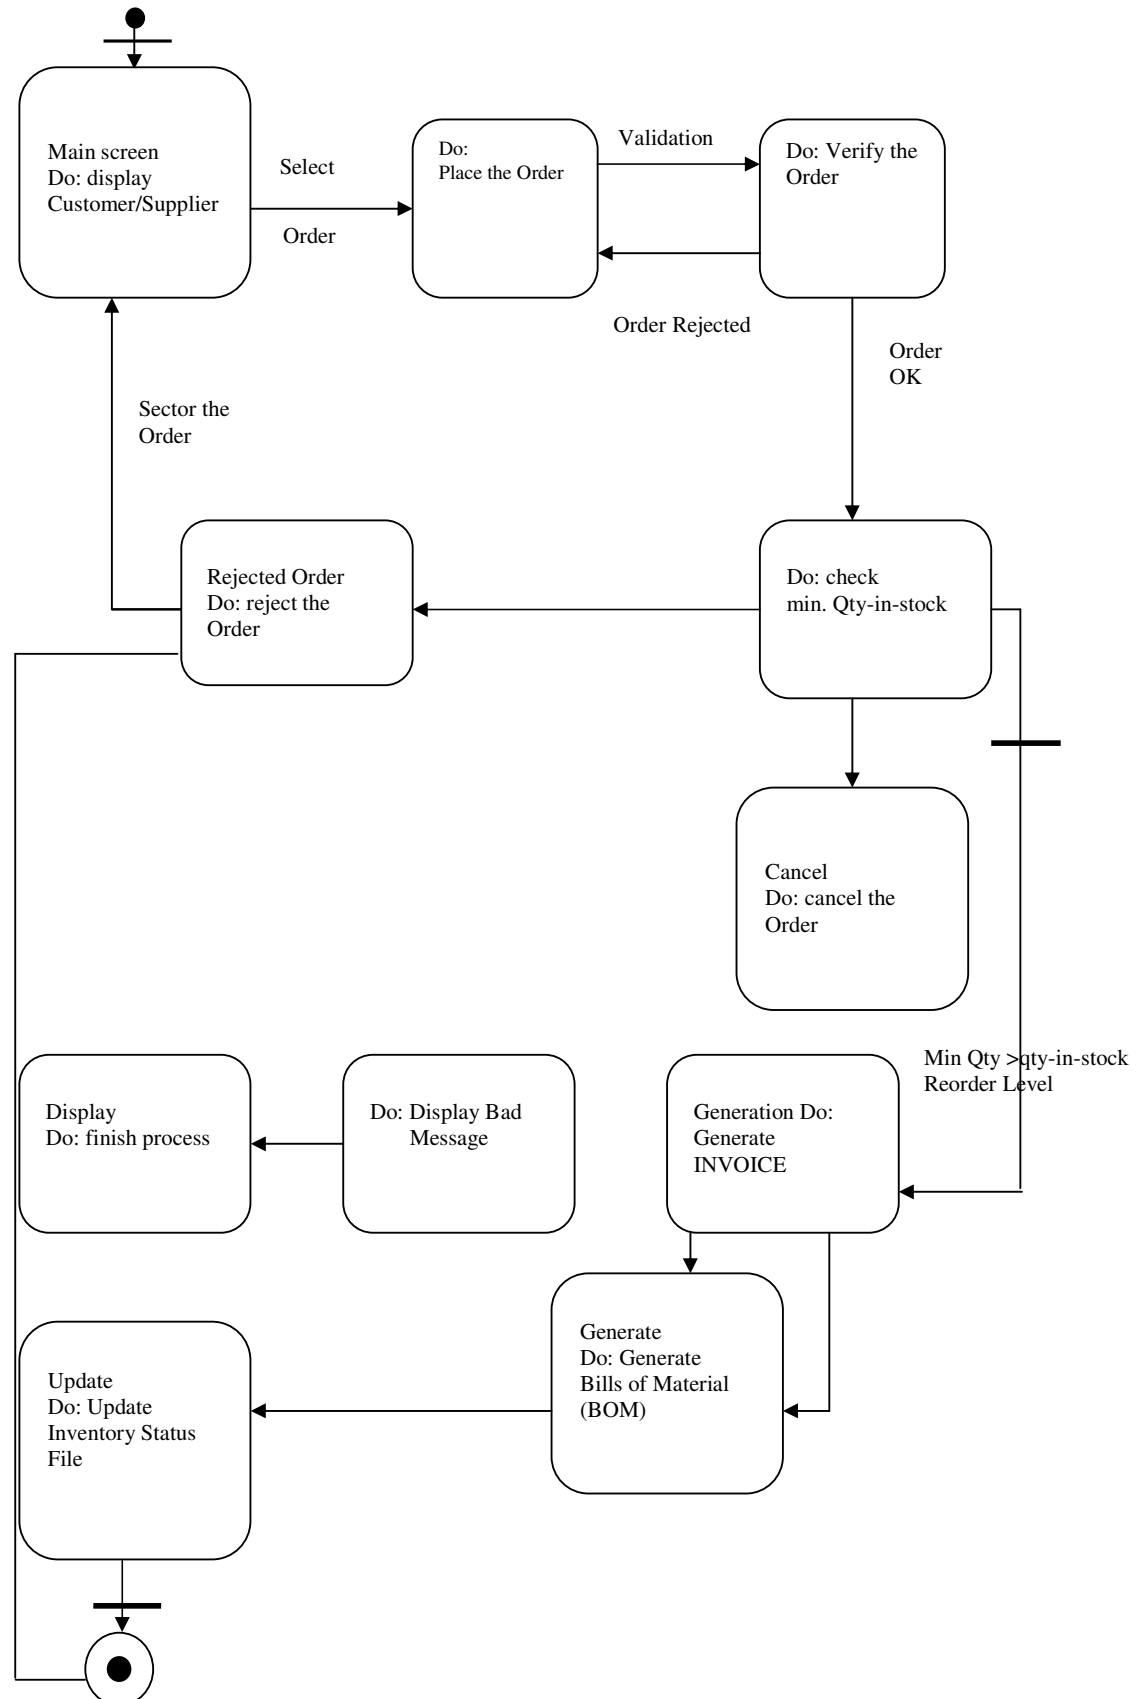 Main screen
Do: display
Customer/Supplier
Select
Order
Do:
Place the Order
Validation
Do: Verify the
Order
Order Rejected
Order
OK
Sector the
Order
Rejected Order
Do: reject the
Order
Do: check
min. Qty-in-stock
Cancel
Do: cancel the
Order
Min Qty >qty-in-stock
Reorder Level
Display
Do: finish process
Do: Display Bad
Message
Generation Do:
Generate
INVOICE
Generate
Do: Generate
Bills of Material
(BOM)
Update
Do: Update
Inventory Status
File